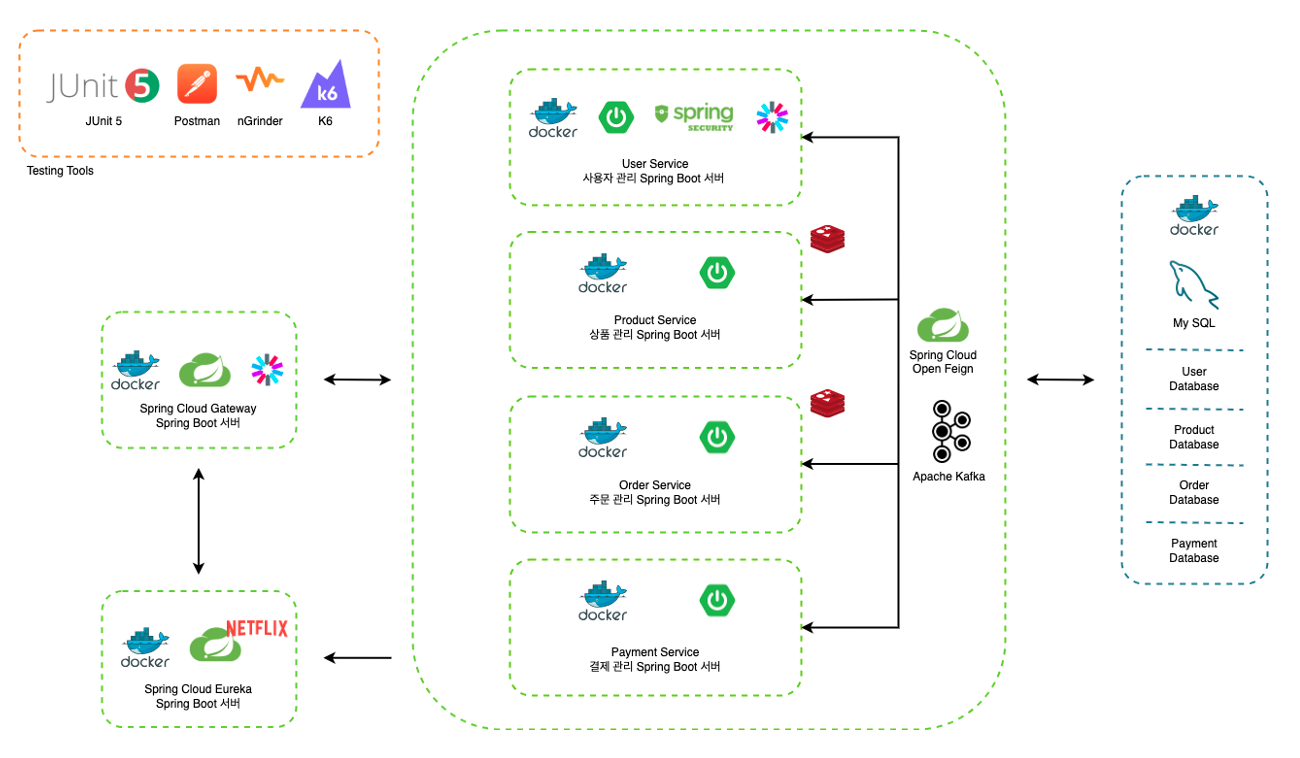 JUnit 5
JUnit 5
k6
Postman
nGrinder
K6
Testing Tools
docker
spring
SECURITY
User Service
사용자 관리 Spring Boot 서버
docker
Product Service
상품 관리 Spring Boot 서버
docker
Order Service
주문 관리 Spring Boot 서버
docker
Payment Service
결제 관리 Spring Boot 서버
Spring Cloud
Open Feign
Apache Kafka
docker
Spring Cloud Gateway
Spring Boot 서버
docker
NETFLIX
Spring Cloud Eureka
Spring Boot 서버
docker
My SQL
User
Database
Product
Database
Order
Database
Payment
Database